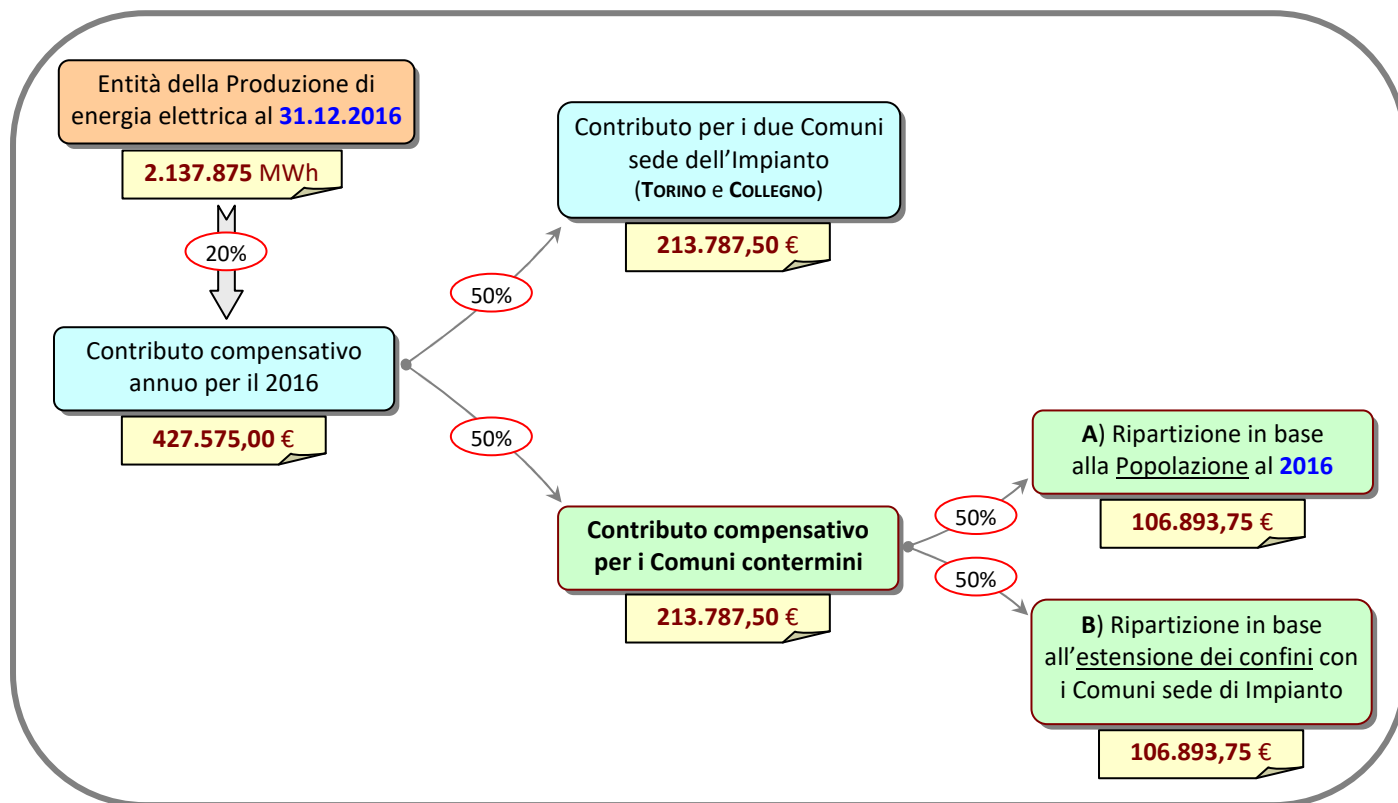 Entità della Produzione di
energia elettrica al 31.12.2016
2.137.875 MWh
20%
Contributo compensativo
annuo per il 2016
427.575,00 €
50%
Contributo per i due Comuni
sede dell’Impianto
(TORINO e COLLEGNO)
213.787,50 €
50%
Contributo compensativo
per i Comuni contermini
213.787,50 €
50%
A) Ripartizione in base
alla Popolazione al 2016
106.893,75 €
50%
B) Ripartizione in base
all’estensione dei confini con
i Comuni sede di Impianto
106.893,75 €